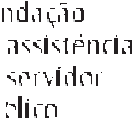 ndação
assistência
servidor
blico